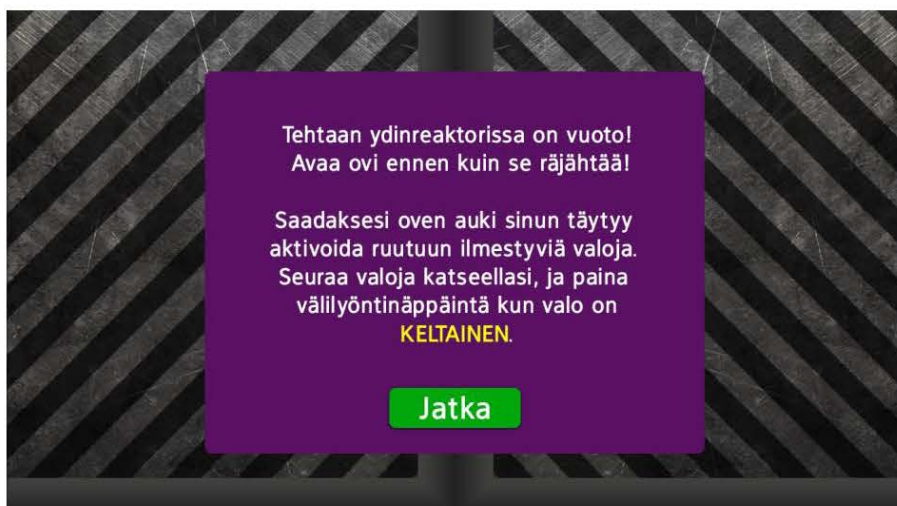 Tehtaan ydinreaktorissa on vuoto!
Avaa ovi ennen kuin se räjähtää!
Saadaksesi oven auki sinun täytyy
aktivoida ruutuun ilmestyviä valoja.
Seuraa valoja katseellasi, ja paina
välilyöntinäppäintä kun valo on
KELTAINEN.
Jatka